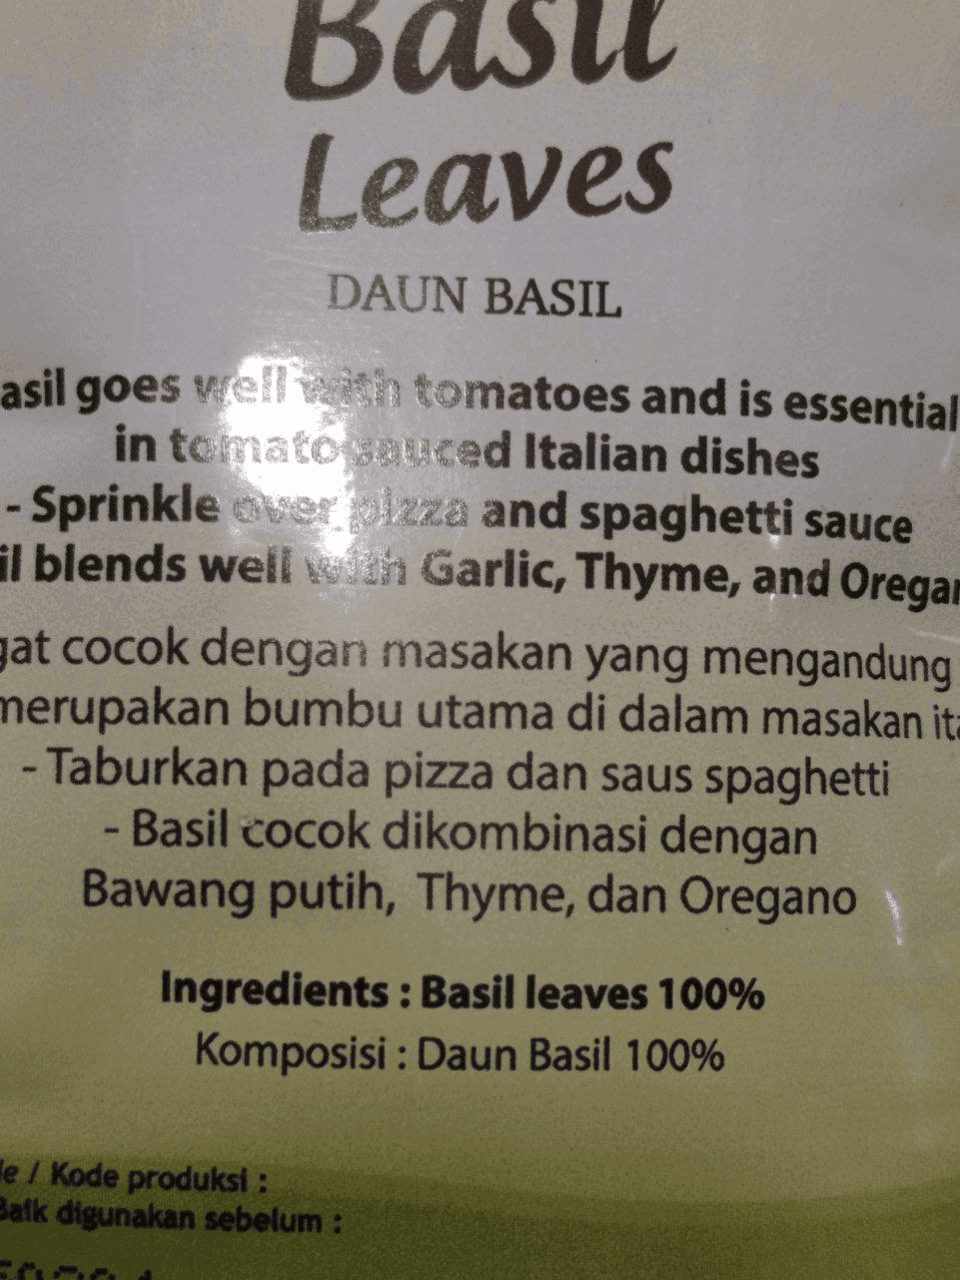 Basil
Leaves
DAUN BASIL
asil goes well with tomatoes and is essential
in tomato sauced Italian dishes
- Sprinkle over pizza and spaghetti sauce
il blends well with Garlic, Thyme, and Oregan
gat cocok dengan masakan yang mengandung
merupakan bumbu utama di dalam masakan ita
- Taburkan pada pizza dan saus spaghetti
- Basil cocok dikombinasi dengan
Bawang putih, Thyme, dan Oregano
Ingredients : Basil leaves 100%
Komposisi : Daun Basil 100%
de / Kode produksi :
Baik digunakan sebelum :